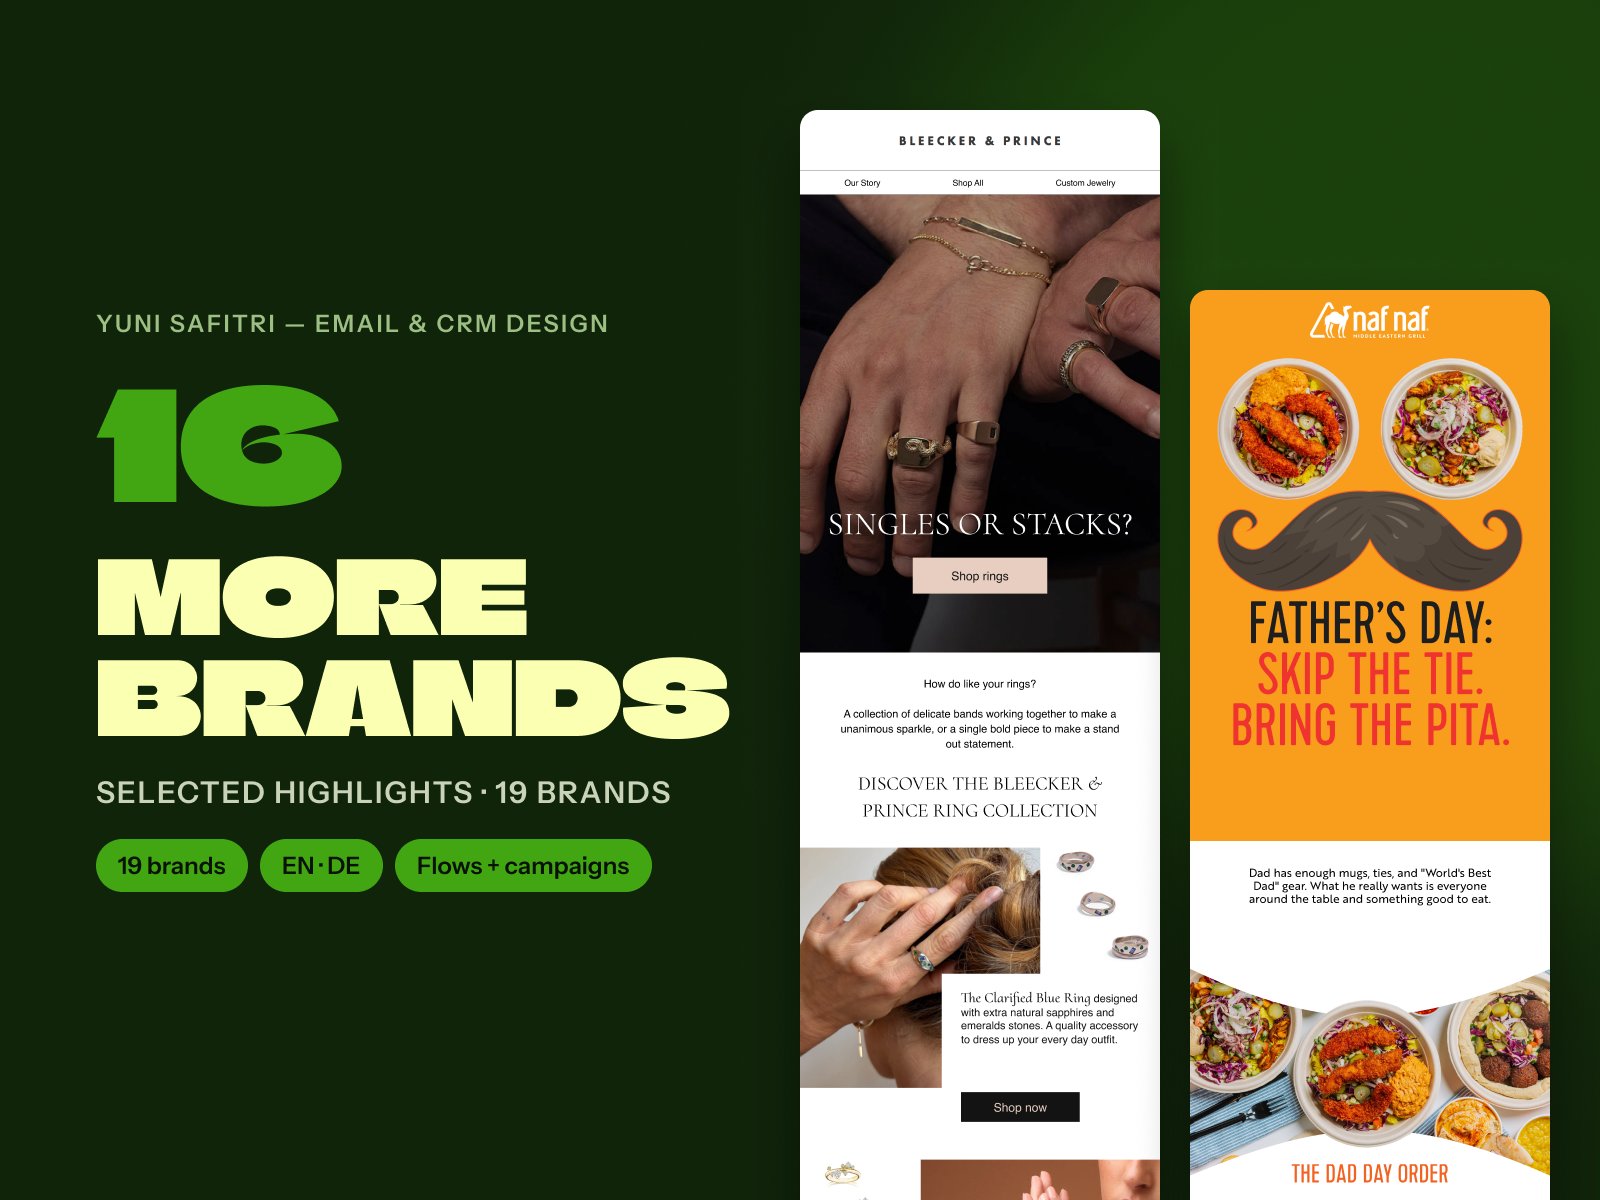 YUNI SAFITRI — EMAIL & CRM DESIGN
16
MORE
BRANDS
SELECTED HIGHLIGHTS · 19 BRANDS
19 brands
EN · DE
Flows + campaigns
BLEECKER & PRINCE
Our Story
Shop All
Custom Jewelry
SINGLES OR STACKS?
Shop rings
How do like your rings?
A collection of delicate bands working together to make a
unanimous sparkle, or a single bold piece to make a stand
out statement.
DISCOVER THE BLEECKER &
PRINCE RING COLLECTION
The Clarified Blue Ring designed
with extra natural sapphires and
emeralds stones. A quality accessory
to dress up your every day outfit.
Shop now
naf naf
MIDDLE EASTERN GRILL
FATHER'S DAY:
SKIP THE TIE.
BRING THE PITA.
Dad has enough mugs, ties, and "World's Best
Dad" gear. What he really wants is everyone
around the table and something good to eat.
THE DAD DAY ORDER